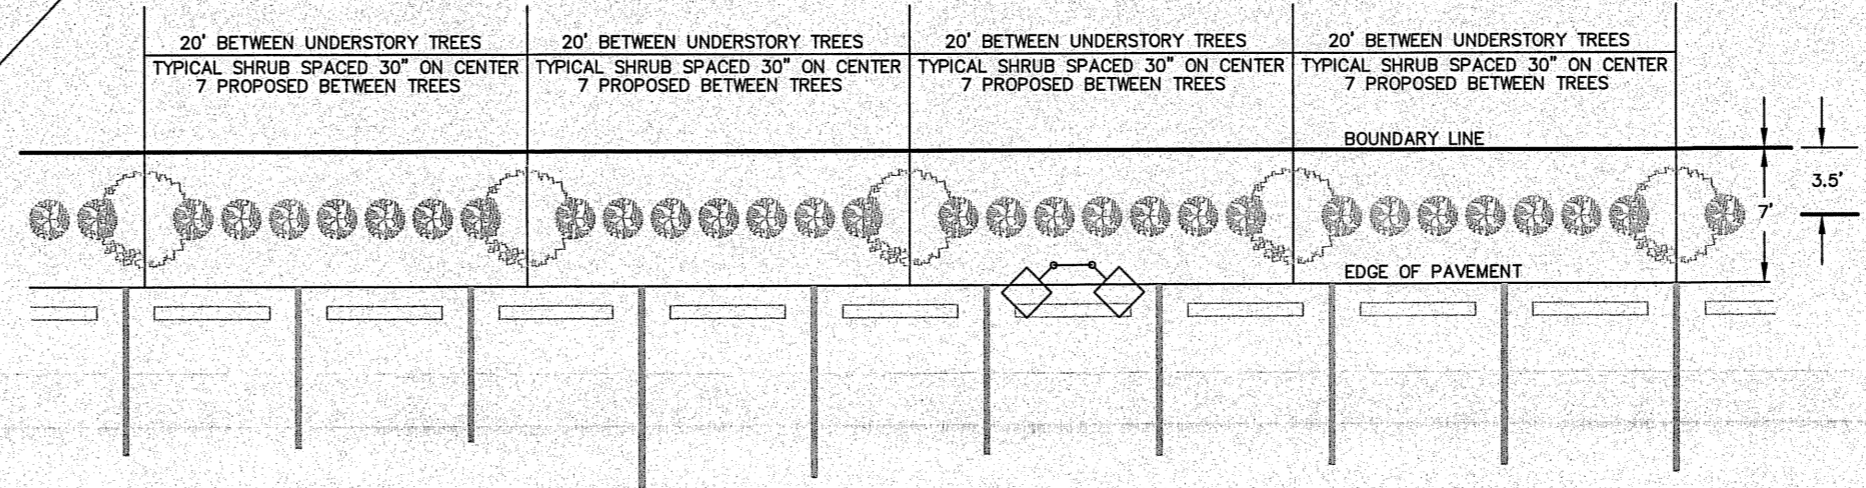 20' BETWEEN UNDERSTORY TREES
TYPICAL SHRUB SPACED 30" ON CENTER
7 PROPOSED BETWEEN TREES
20' BETWEEN UNDERSTORY TREES
TYPICAL SHRUB SPACED 30" ON CENTER
7 PROPOSED BETWEEN TREES
20' BETWEEN UNDERSTORY TREES
TYPICAL SHRUB SPACED 30" ON CENTER
7 PROPOSED BETWEEN TREES
20' BETWEEN UNDERSTORY TREES
TYPICAL SHRUB SPACED 30" ON CENTER
7 PROPOSED BETWEEN TREES
BOUNDARY LINE
3.5'
7'
EDGE OF PAVEMENT